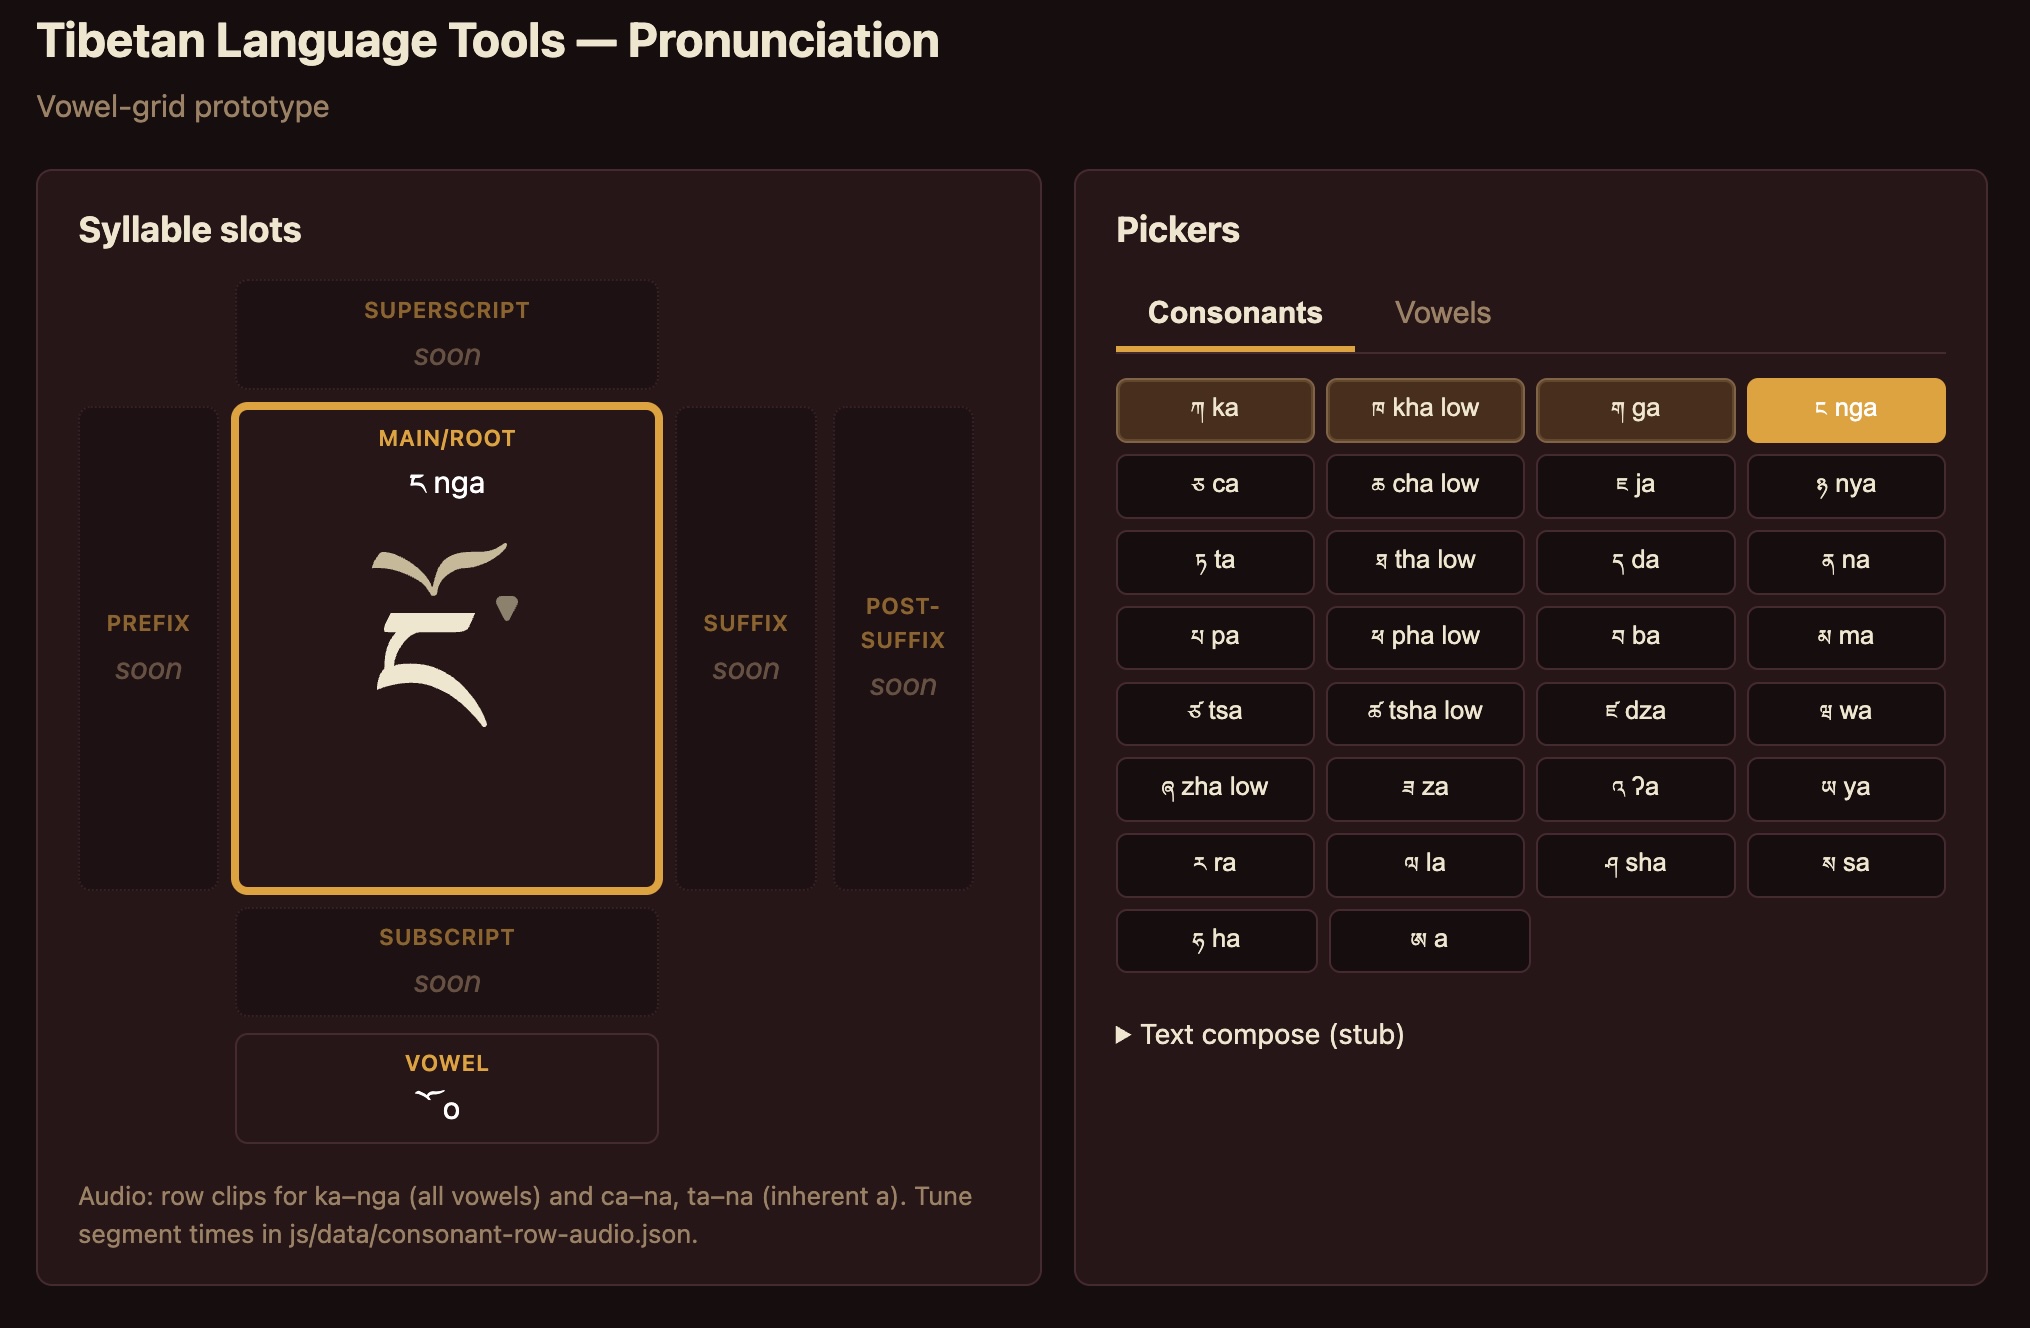 Tibetan Language Tools — Pronunciation
Vowel-grid prototype
Syllable slots
SUPERSCRIPT
soon
PREFIX
soon
MAIN/ROOT
ང nga
ངོ་
SUFFIX
soon
POST-
SUFFIX
soon
SUBSCRIPT
soon
VOWEL
ོ o
Audio: row clips for ka–nga (all vowels) and ca–na, ta–na (inherent a). Tune
segment times in js/data/consonant-row-audio.json.
Pickers
Consonants Vowels
ཀ ka ཁ kha low ག ga ང nga
ཅ ca ཆ cha low ཇ ja ཉ nya
ཏ ta ཐ tha low ད da ན na
པ pa ཕ pha low བ ba མ ma
ཙ tsa ཚ tsha low ཛ dza ཝ wa
ཞ zha low ཟ za འ ʔa ཡ ya
ར ra ལ la ཤ sha ས sa
ཧ ha ཨ a
▶ Text compose (stub)